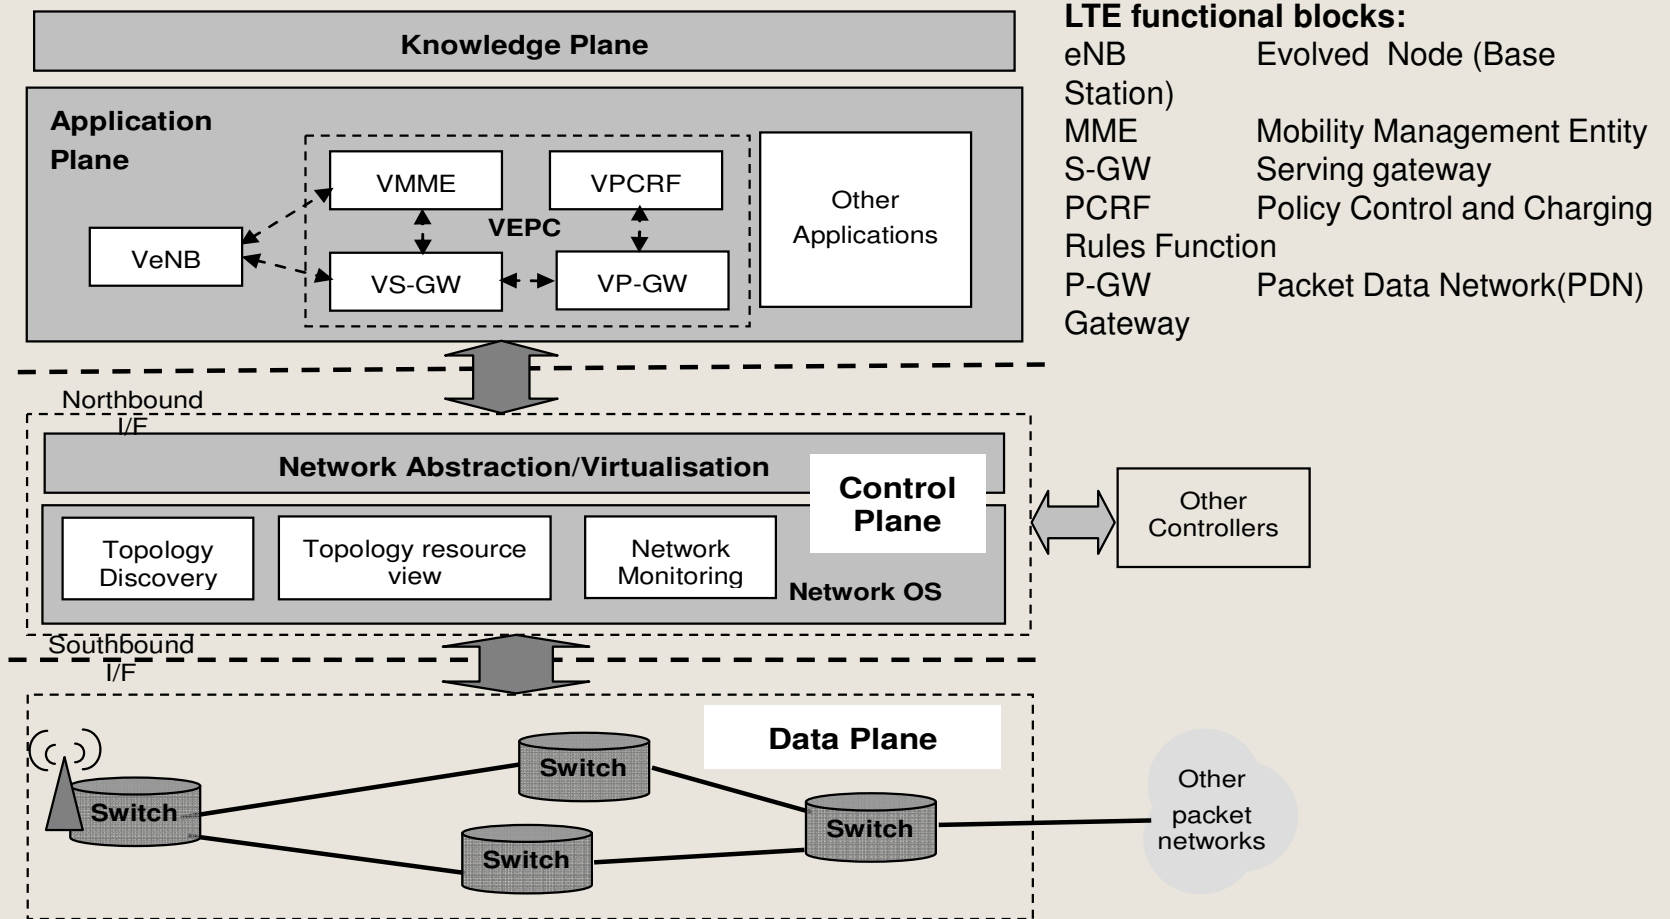 Knowledge Plane
Application
Plane
VMME
VPCRF
VEPC
VeNB
VS-GW
VP-GW
Other
Applications
LTE functional blocks:
eNB Evolved Node (Base
Station)
MME Mobility Management Entity
S-GW Serving gateway
PCRF Policy Control and Charging
Rules Function
P-GW Packet Data Network(PDN)
Gateway
Northbound
I/F
Network Abstraction/Virtualisation
Control
Plane
Topology
Discovery
Topology resource
view
Network
Monitoring
Network OS
Other
Controllers
Southbound
I/F
Data Plane
Switch
Switch
Switch
Switch
Other
packet
networks